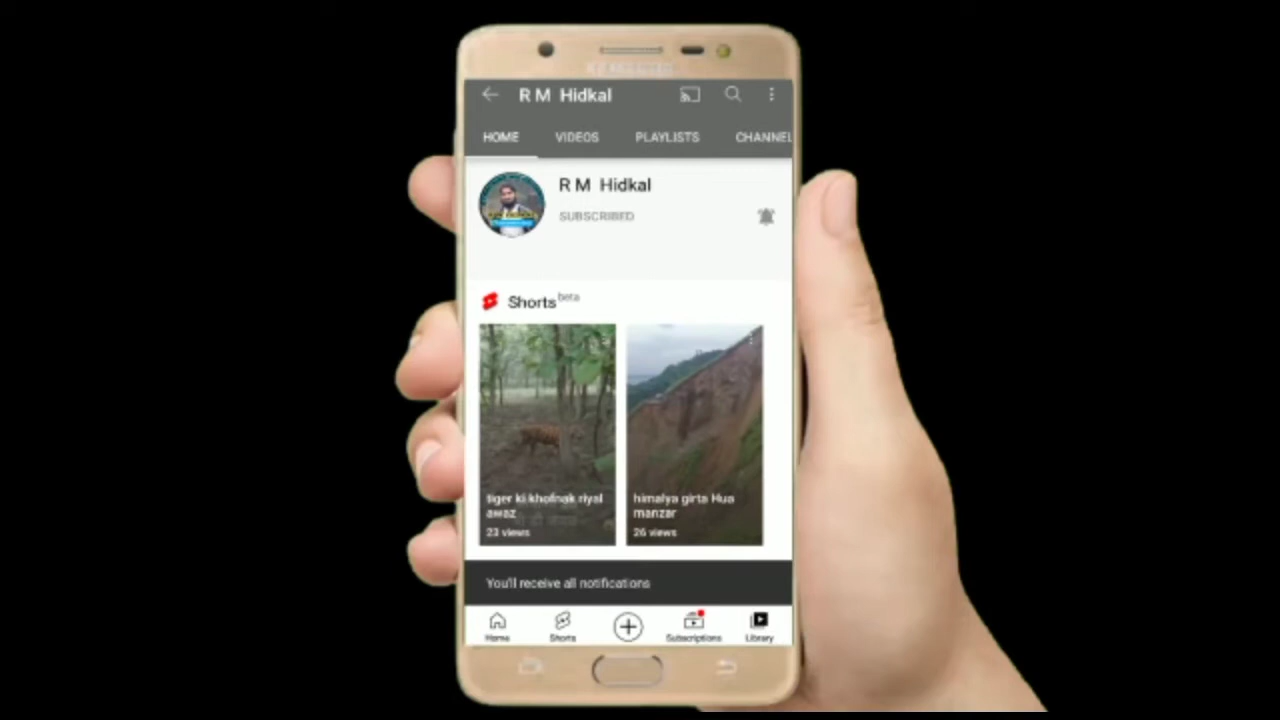 SAMSUNG
R M Hidkal
HOME VIDEOS PLAYLISTS CHANNEL
R M Hidkal
SUBSCRIBED
Shorts beta
tiger ki khofnak riyal
awaz
23 views
himalya girta Hua
manzar
26 views
You'll receive all notifications
Home Shorts Subscriptions Library